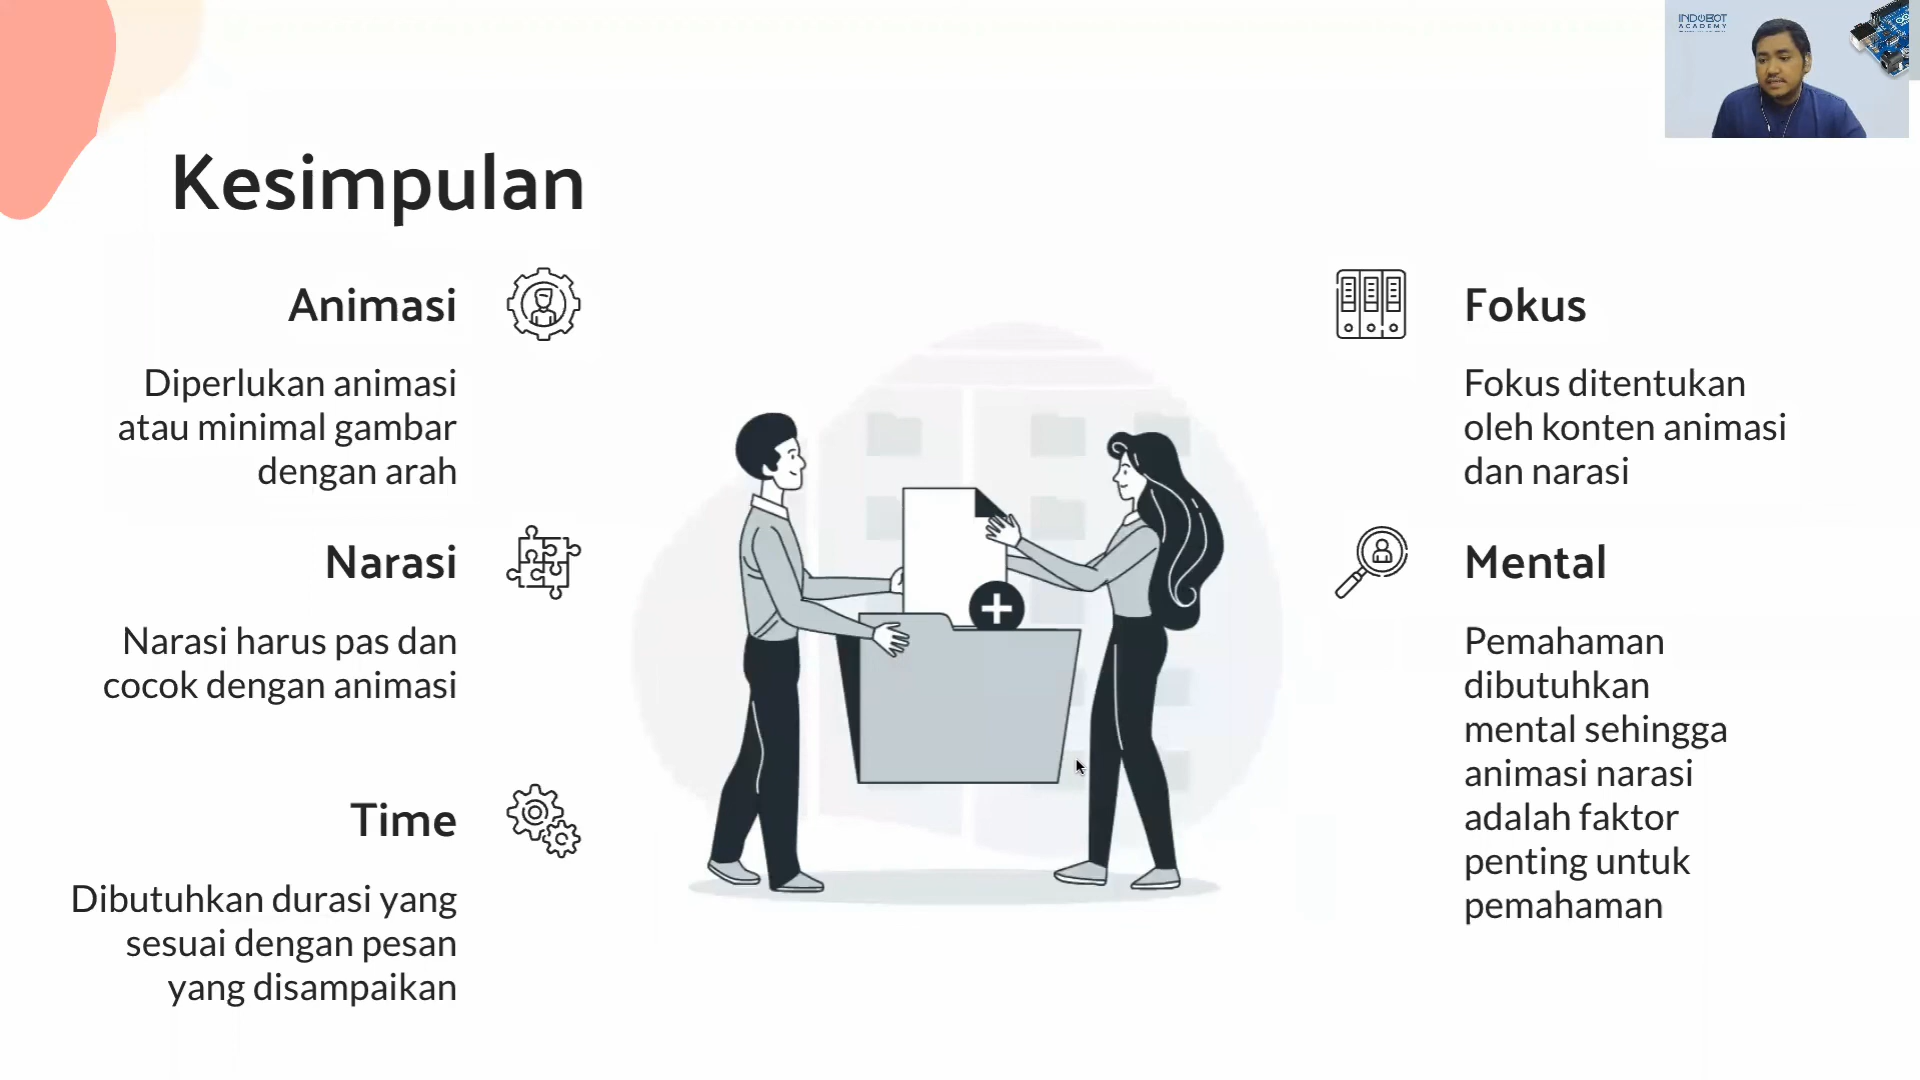 INDOBOT
ACADEMY
Kesimpulan
Animasi
Diperlukan animasi
atau minimal gambar
dengan arah
Narasi
Narasi harus pas dan
cocok dengan animasi
Time
Dibutuhkan durasi yang
sesuai dengan pesan
yang disampaikan
Fokus
Fokus ditentukan
oleh konten animasi
dan narasi
Mental
Pemahaman
dibutuhkan
mental sehingga
animasi narasi
adalah faktor
penting untuk
pemahaman